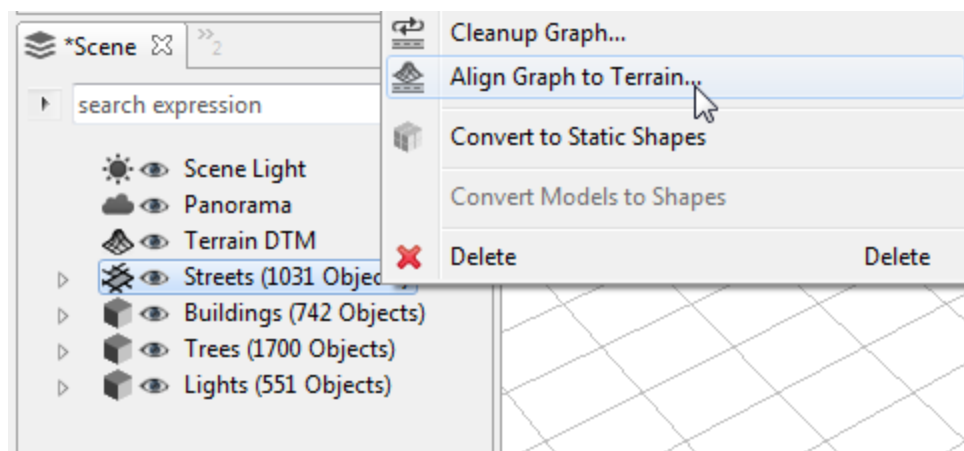 *Scene
2
search expression
Scene Light
Panorama
Terrain DTM
Streets (1031 Objec
Buildings (742 Objects)
Trees (1700 Objects)
Lights (551 Objects)
Cleanup Graph...
Align Graph to Terrain...
Convert to Static Shapes
Convert Models to Shapes
Delete Delete